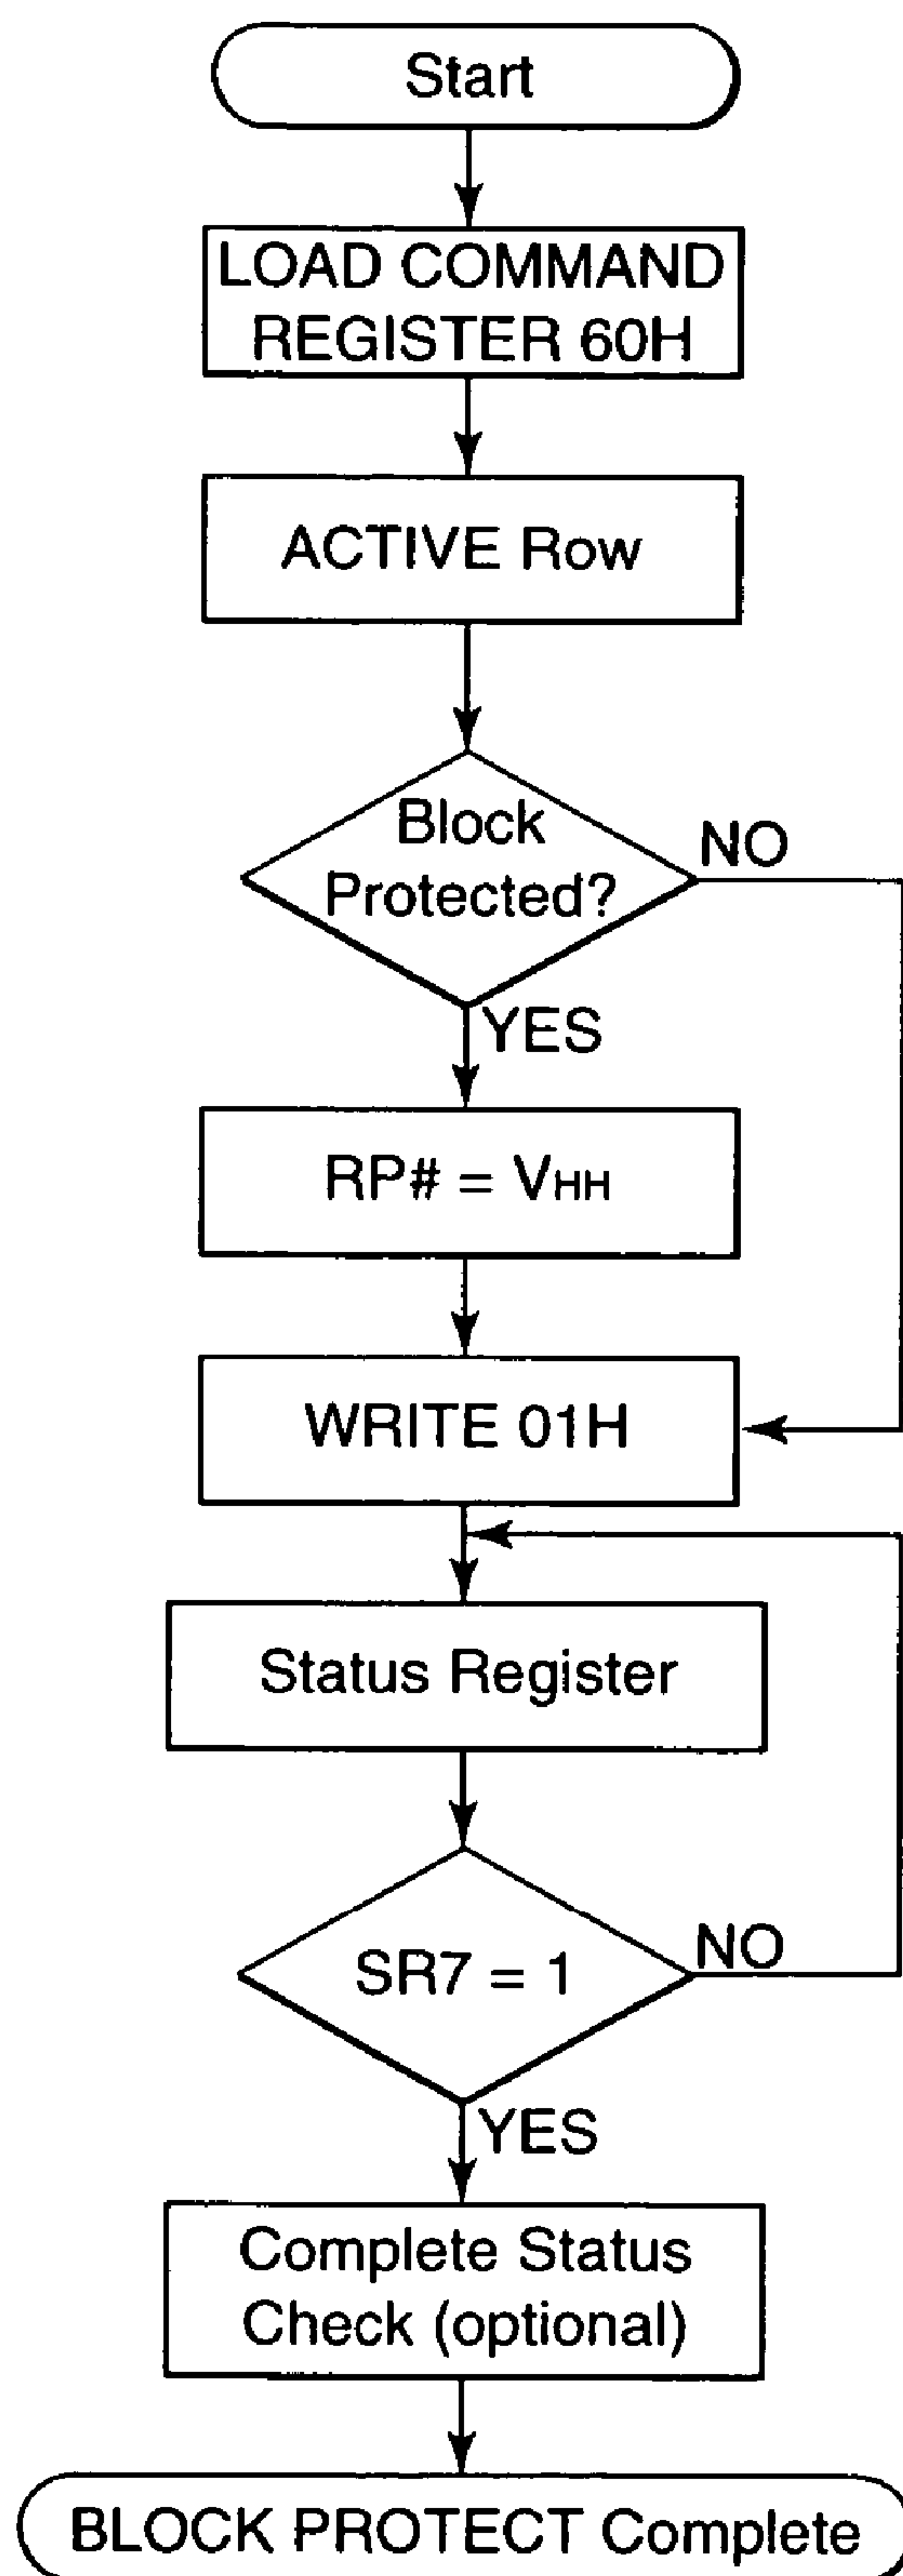 Start
LOAD COMMAND
REGISTER 60H
ACTIVE Row
Block
Protected?
NO
YES
RP# = VHH
WRITE 01H
Status Register
SR7 = 1
NO
YES
Complete Status
Check (optional)
BLOCK PROTECT Complete